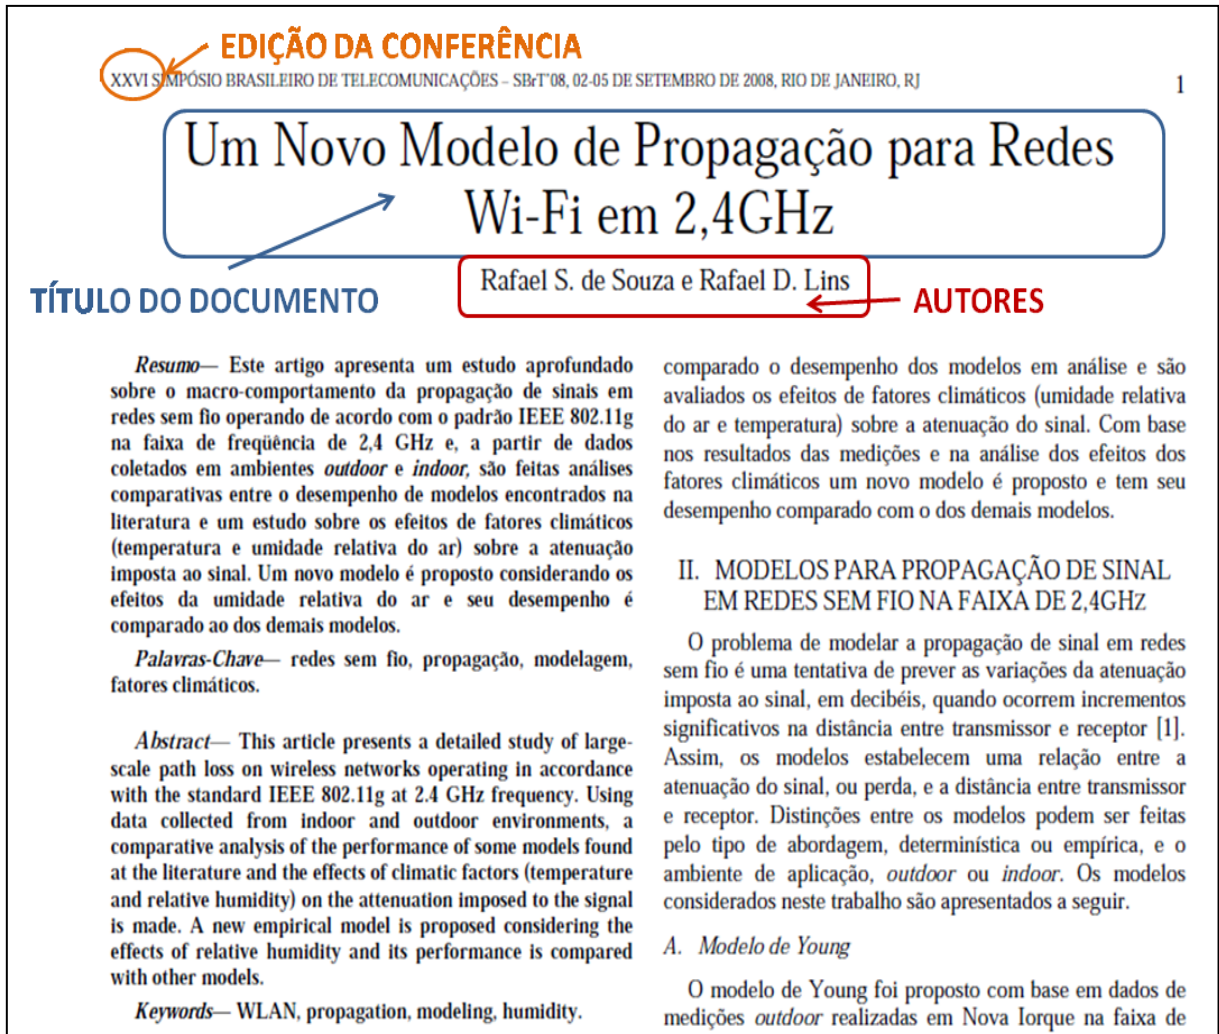 EDIÇÃO DA CONFERÊNCIA
XXVI SIMPÓSIO BRASILEIRO DE TELECOMUNICAÇÕES – SBrT'08, 02-05 DE SETEMBRO DE 2008, RIO DE JANEIRO, RJ
1
Um Novo Modelo de Propagação para Redes
Wi-Fi em 2,4GHz
Rafael S. de Souza e Rafael D. Lins
TÍTULO DO DOCUMENTO
AUTORES
Resumo— Este artigo apresenta um estudo aprofundado
sobre o macro-comportamento da propagação de sinais em
redes sem fio operando de acordo com o padrão IEEE 802.11g
na faixa de freqüência de 2,4 GHz e, a partir de dados
coletados em ambientes outdoor e indoor, são feitas análises
comparativas entre o desempenho de modelos encontrados na
literatura e um estudo sobre os efeitos de fatores climáticos
(temperatura e umidade relativa do ar) sobre a atenuação
imposta ao sinal. Um novo modelo é proposto considerando os
efeitos da umidade relativa do ar e seu desempenho é
comparado ao dos demais modelos.
Palavras-Chave— redes sem fio, propagação, modelagem,
fatores climáticos.
Abstract— This article presents a detailed study of large-
scale path loss on wireless networks operating in accordance
with the standard IEEE 802.11g at 2.4 GHz frequency. Using
data collected from indoor and outdoor environments, a
comparative analysis of the performance of some models found
at the literature and the effects of climatic factors (temperature
and relative humidity) on the attenuation imposed to the signal
is made. A new empirical model is proposed considering the
effects of relative humidity and its performance is compared
with other models.
Keywords— WLAN, propagation, modeling, humidity.
comparado o desempenho dos modelos em análise e são
avaliados os efeitos de fatores climáticos (umidade relativa
do ar e temperatura) sobre a atenuação do sinal. Com base
nos resultados das medições e na análise dos efeitos dos
fatores climáticos um novo modelo é proposto e tem seu
desempenho comparado com o dos demais modelos.
II. MODELOS PARA PROPAGAÇÃO DE SINAL
EM REDES SEM FIO NA FAIXA DE 2,4GHZ
O problema de modelar a propagação de sinal em redes
sem fio é uma tentativa de prever as variações da atenuação
imposta ao sinal, em decibéis, quando ocorrem incrementos
significativos na distância entre transmissor e receptor [1].
Assim, os modelos estabelecem uma relação entre a
atenuação do sinal, ou perda, e a distância entre transmissor
e receptor. Distinções entre os modelos podem ser feitas
pelo tipo de abordagem, determinística ou empírica, e o
ambiente de aplicação, outdoor ou indoor. Os modelos
considerados neste trabalho são apresentados a seguir.
A. Modelo de Young
O modelo de Young foi proposto com base em dados de
medições outdoor realizadas em Nova Iorque na faixa de